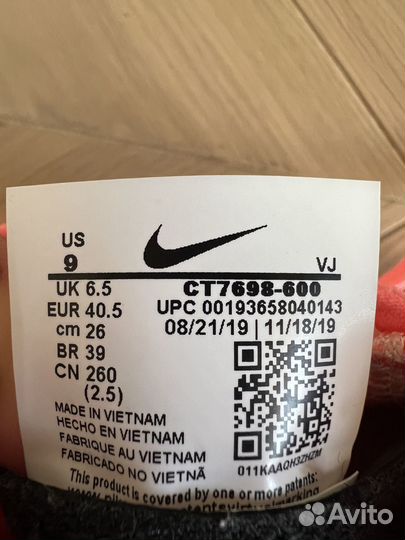 US
9 VJ
UK 6.5 CT7698-600
EUR 40.5 UPC 00193658040143
cm 26 08/21/19 | 11/18/19
BR 39
CN 260
(2.5)
MADE IN VIETNAM
HECHO EN VIETNAM
FABRIQUE AU VIETNAM
FABRICADO NO VIETNÃ
011KAAQH3ZHZM
This product is covered by one or more patents:
Avito